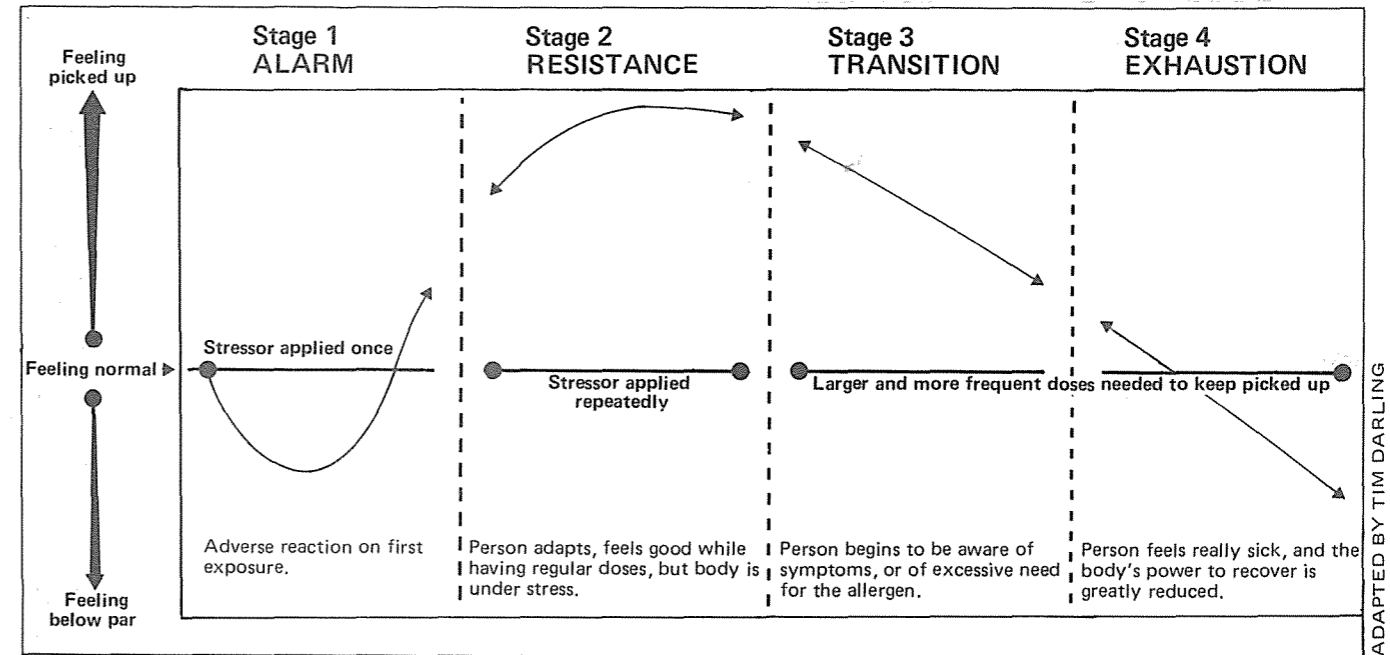 Stage 1
ALARM
Stage 2
RESISTANCE
Stage 3
TRANSITION
Stage 4
EXHAUSTION
Feeling
picked up
Feeling normal
Feeling
below par
Stressor applied once
Stressor applied
repeatedly
Larger and more frequent doses needed to keep picked up
Adverse reaction on first
exposure.
Person adapts, feels good while
having regular doses, but body is
under stress.
Person begins to be aware of
symptoms, or of excessive need
for the allergen.
Person feels really sick, and the
body's power to recover is
greatly reduced.
ADAPTED BY TIM DARLING